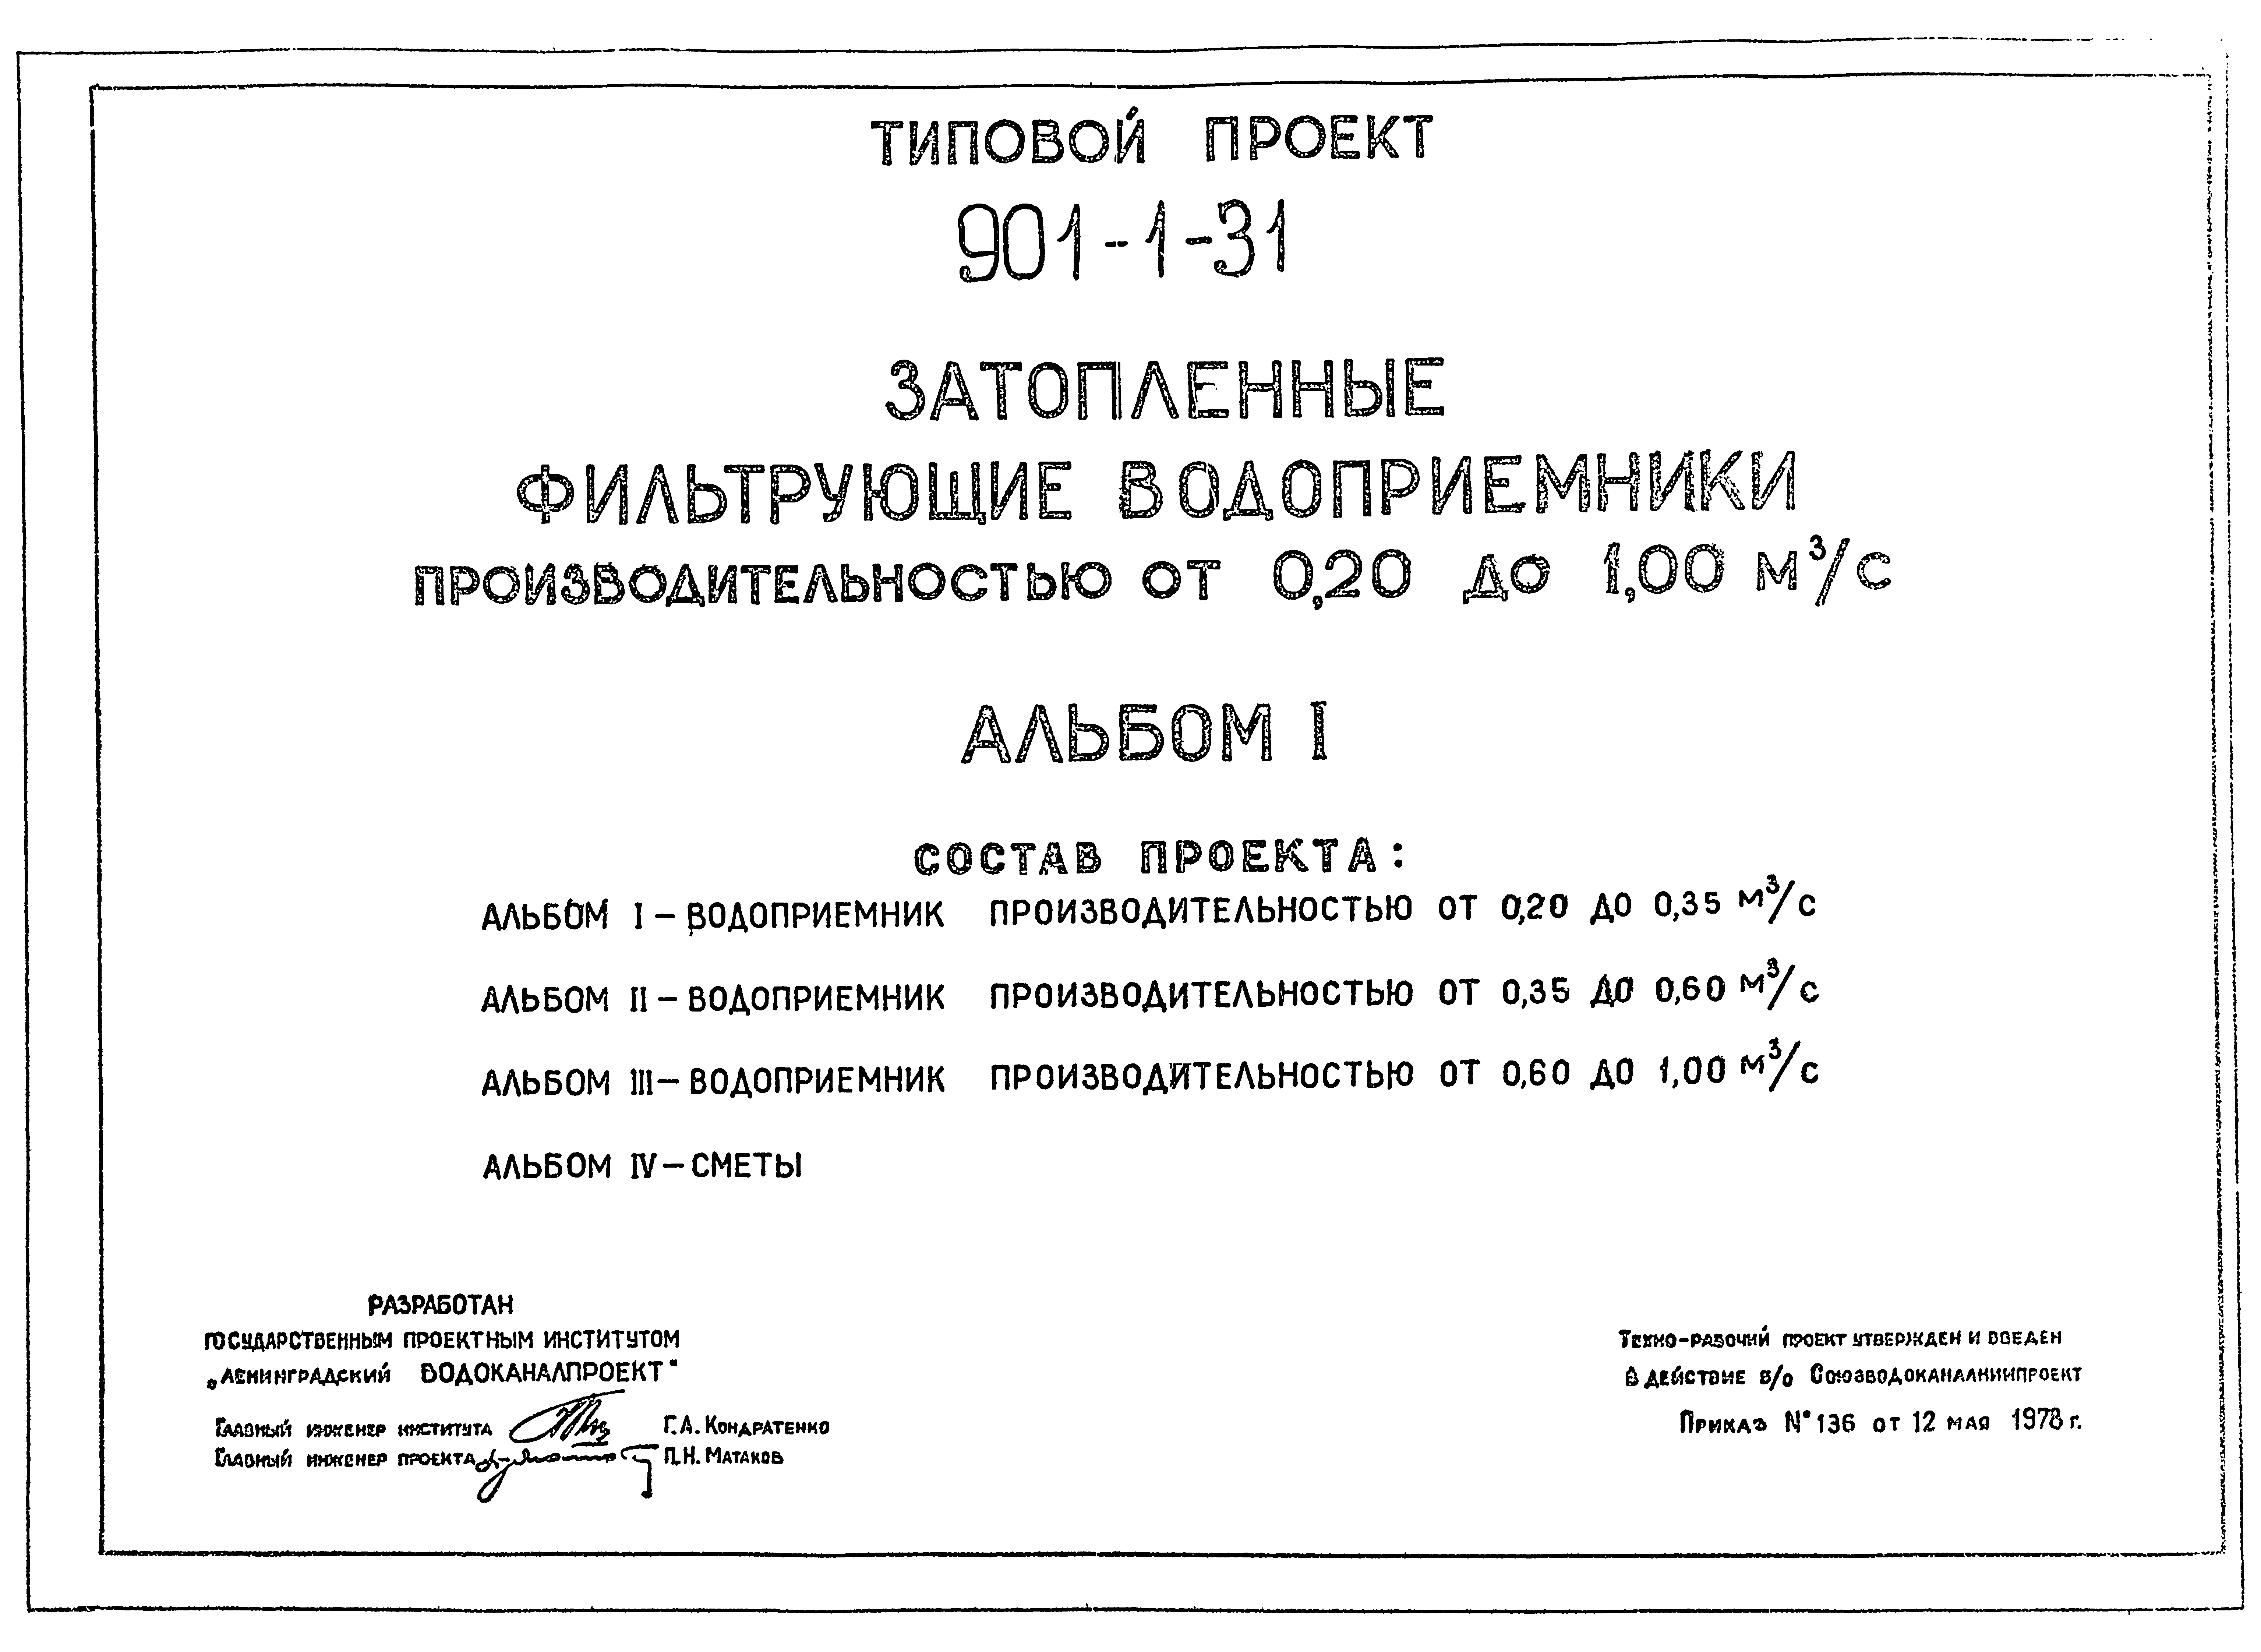 ТИПОВОЙ ПРОЕКТ
901-1-31
ЗАТОПЛЕННЫЕ
ФИЛЬТРУЮЩИЕ ВОДОПРИЕМНИКИ
ПРОИЗВОДИТЕЛЬНОСТЬЮ ОТ 0,20 ДО 1,00 М³/С
АЛЬБОМ I
СОСТАВ ПРОЕКТА:
АЛЬБОМ I – ВОДОПРИЕМНИК ПРОИЗВОДИТЕЛЬНОСТЬЮ ОТ 0,20 ДО 0,35 М³/С
АЛЬБОМ II – ВОДОПРИЕМНИК ПРОИЗВОДИТЕЛЬНОСТЬЮ ОТ 0,35 ДО 0,60 М³/С
АЛЬБОМ III – ВОДОПРИЕМНИК ПРОИЗВОДИТЕЛЬНОСТЬЮ ОТ 0,60 ДО 1,00 М³/С
АЛЬБОМ IV – СМЕТЫ
РАЗРАБОТАН
ГОСУДАРСТВЕННЫМ ПРОЕКТНЫМ ИНСТИТУТОМ
„ЛЕНИНГРАДСКИЙ ВОДОКАНАЛПРОЕКТ"
ГЛАВНЫЙ ИНЖЕНЕР ИНСТИТУТА Г.А. КОНДРАТЕНКО
ГЛАВНЫЙ ИНЖЕНЕР ПРОЕКТА П.Н. МАТАКОВ
ТЕХНО-РАБОЧИЙ ПРОЕКТ УТВЕРЖДЕН И ВВЕДЕН
В ДЕЙСТВИЕ В/О СОЮЗВОДОКАНАЛНИИПРОЕКТ
ПРИКАЗ №136 ОТ 12 МАЯ 1978 г.